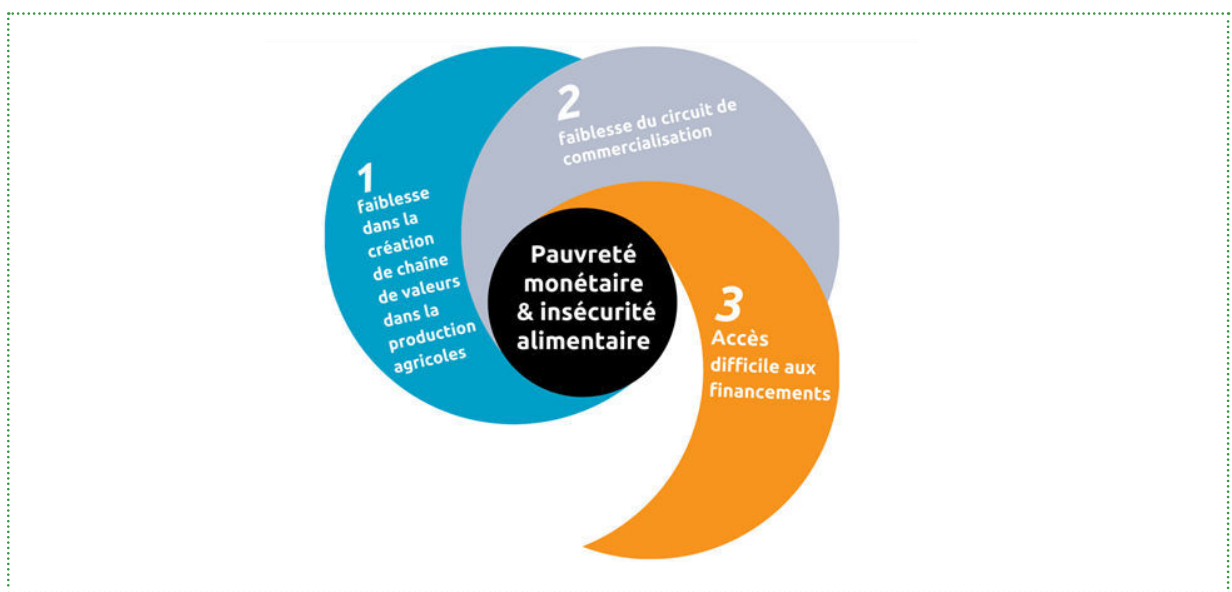 1
faiblesse
dans la
création
de chaîne
de valeurs
dans la
production
agricoles
2
faiblesse du circuit de
commercialisation
Pauvreté
monétaire
& insécurité
alimentaire
3
Accès
difficile aux
financements